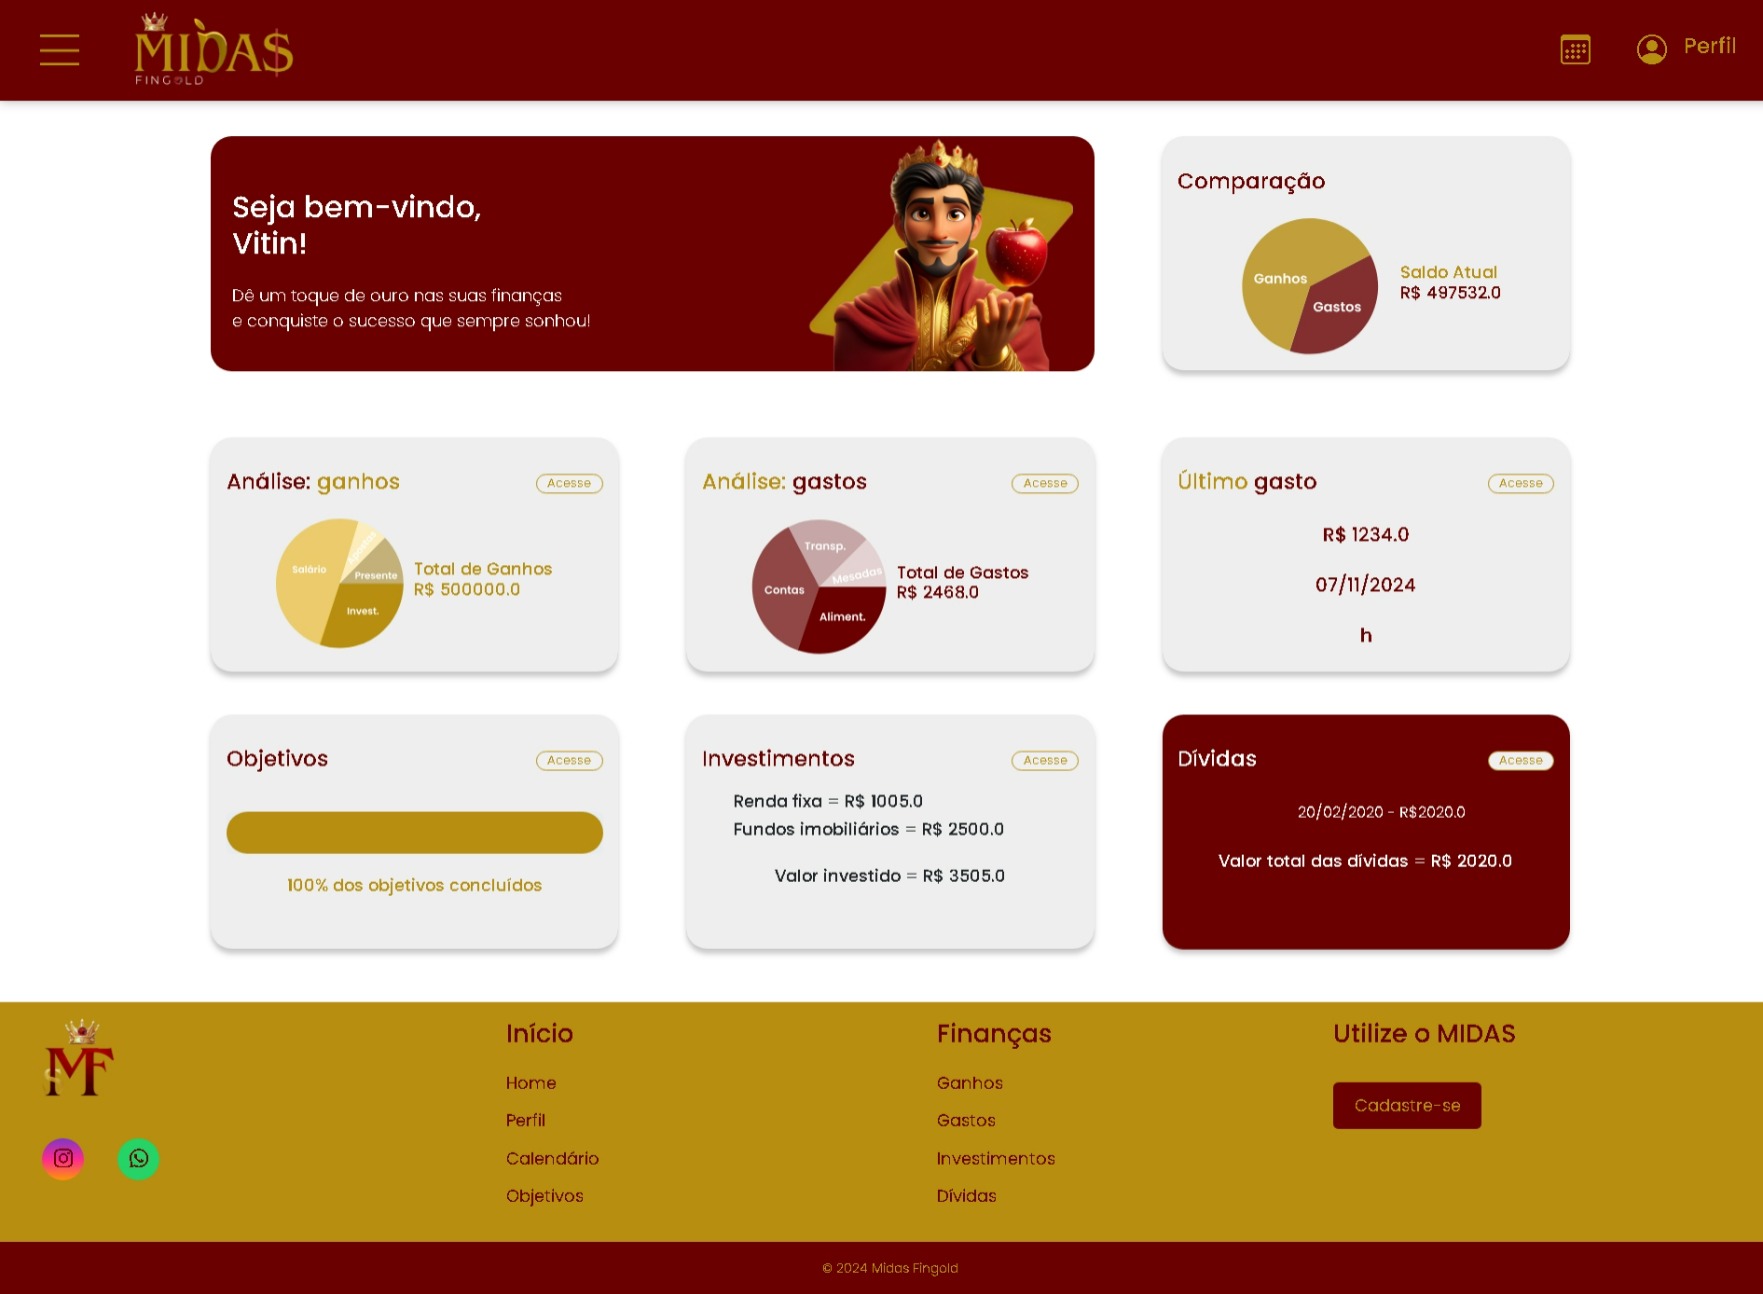 MIDAS
FINGOLD
Perfil
Seja bem-vindo,
Vitin!
Dê um toque de ouro nas suas finanças
e conquiste o sucesso que sempre sonhou!
Comparação
Ganhos
Gastos
Saldo Atual
R$ 497532.0
Análise: ganhos
Acesse
Salário
Presente
Invest.
Total de Ganhos
R$ 500000.0
Análise: gastos
Acesse
Transp.
Mesadas
Contas
Aliment.
Total de Gastos
R$ 2468.0
Último gasto
Acesse
R$ 1234.0
07/11/2024
h
Objetivos
Acesse
100% dos objetivos concluídos
Investimentos
Acesse
Renda fixa = R$ 1005.0
Fundos imobiliários = R$ 2500.0
Valor investido = R$ 3505.0
Dívidas
Acesse
20/02/2020 - R$2020.0
Valor total das dívidas = R$ 2020.0
MF
Início
Home
Perfil
Calendário
Objetivos
Finanças
Ganhos
Gastos
Investimentos
Dívidas
Utilize o MIDAS
Cadastre-se
© 2024 Midas Fingold